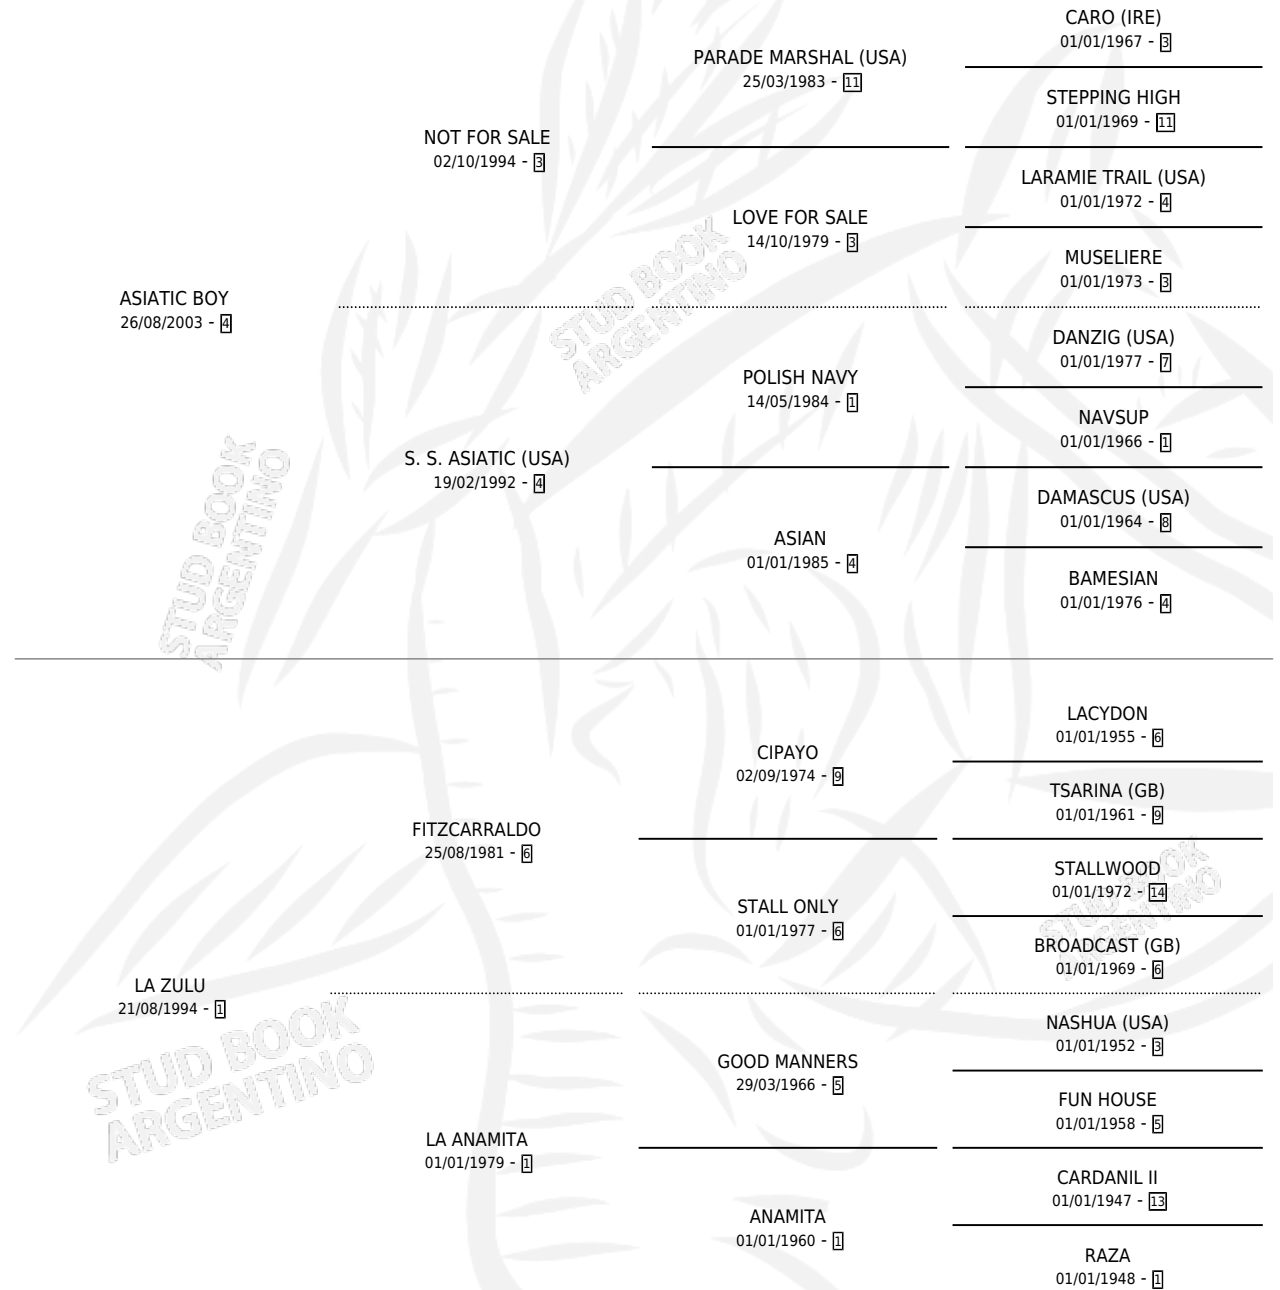 CARO (IRE)
01/01/1967 - 3
PARADE MARSHAL (USA)
25/03/1983 - 11
STEPPING HIGH
01/01/1969 - 11
NOT FOR SALE
02/10/1994 - 3
LARAMIE TRAIL (USA)
01/01/1972 - 4
LOVE FOR SALE
14/10/1979 - 3
MUSELIERE
01/01/1973 - 3
ASIATIC BOY
26/08/2003 - 4
DANZIG (USA)
01/01/1977 - 7
POLISH NAVY
14/05/1984 - 1
NAVSUP
01/01/1966 - 1
S. S. ASIATIC (USA)
19/02/1992 - 4
DAMASCUS (USA)
01/01/1964 - 8
ASIAN
01/01/1985 - 4
BAMESIAN
01/01/1976 - 4
LACYDON
01/01/1955 - 6
CIPAYO
02/09/1974 - 9
TSARINA (GB)
01/01/1961 - 9
FITZCARRALDO
25/08/1981 - 6
STALLWOOD
01/01/1972 - 14
STALL ONLY
01/01/1977 - 6
BROADCAST (GB)
01/01/1969 - 6
LA ZULU
21/08/1994 - 1
NASHUA (USA)
01/01/1952 - 3
GOOD MANNERS
29/03/1966 - 5
FUN HOUSE
01/01/1958 - 5
LA ANAMITA
01/01/1979 - 1
CARDANIL II
01/01/1947 - 13
ANAMITA
01/01/1960 - 1
RAZA
01/01/1948 - 1
STUD BOOK
ARGENTINO
STUD BOOK
ARGENTINO
STUD BOOK
ARGENTINO
STUD BOOK
ARGENTINO